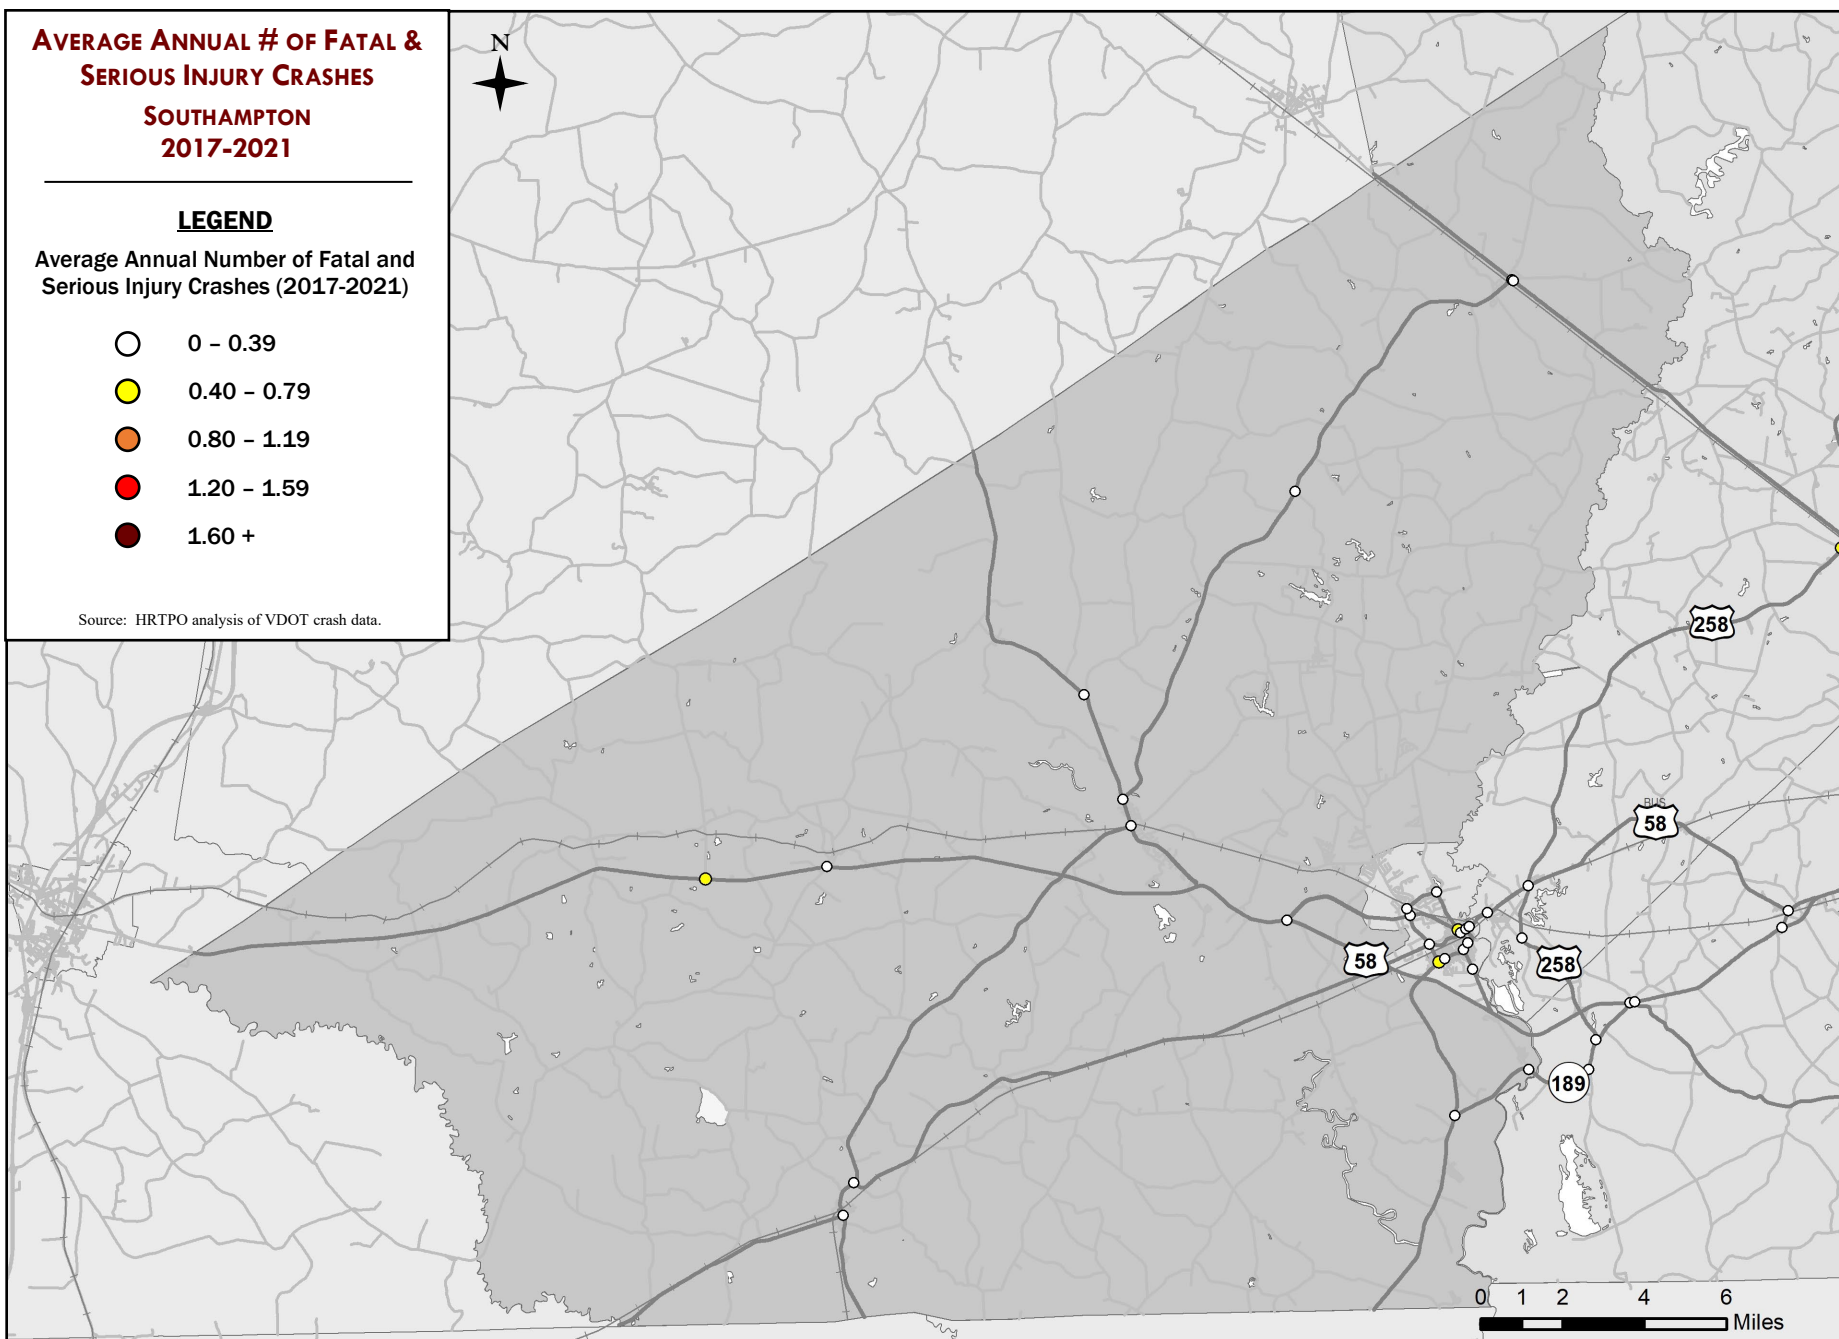 AVERAGE ANNUAL # OF FATAL &
SERIOUS INJURY CRASHES
SOUTHAMPTON
2017-2021
LEGEND
Average Annual Number of Fatal and
Serious Injury Crashes (2017-2021)
0 – 0.39
0.40 – 0.79
0.80 – 1.19
1.20 – 1.59
1.60 +
Source: HRTPO analysis of VDOT crash data.
N
258
BUS
58
58
258
189
0 1 2 4 6
Miles